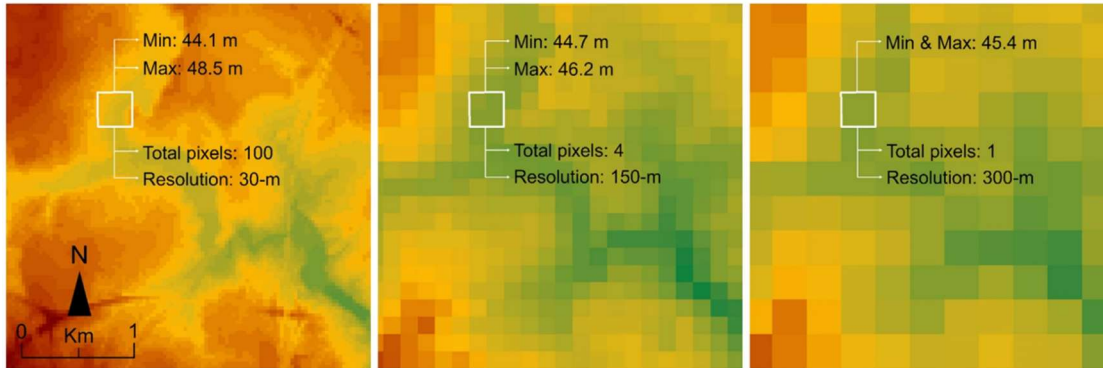 Min: 44.1 m
Max: 48.5 m
Total pixels: 100
Resolution: 30-m
N
0 Km 1
Min: 44.7 m
Max: 46.2 m
Total pixels: 4
Resolution: 150-m
Min & Max: 45.4 m
Total pixels: 1
Resolution: 300-m